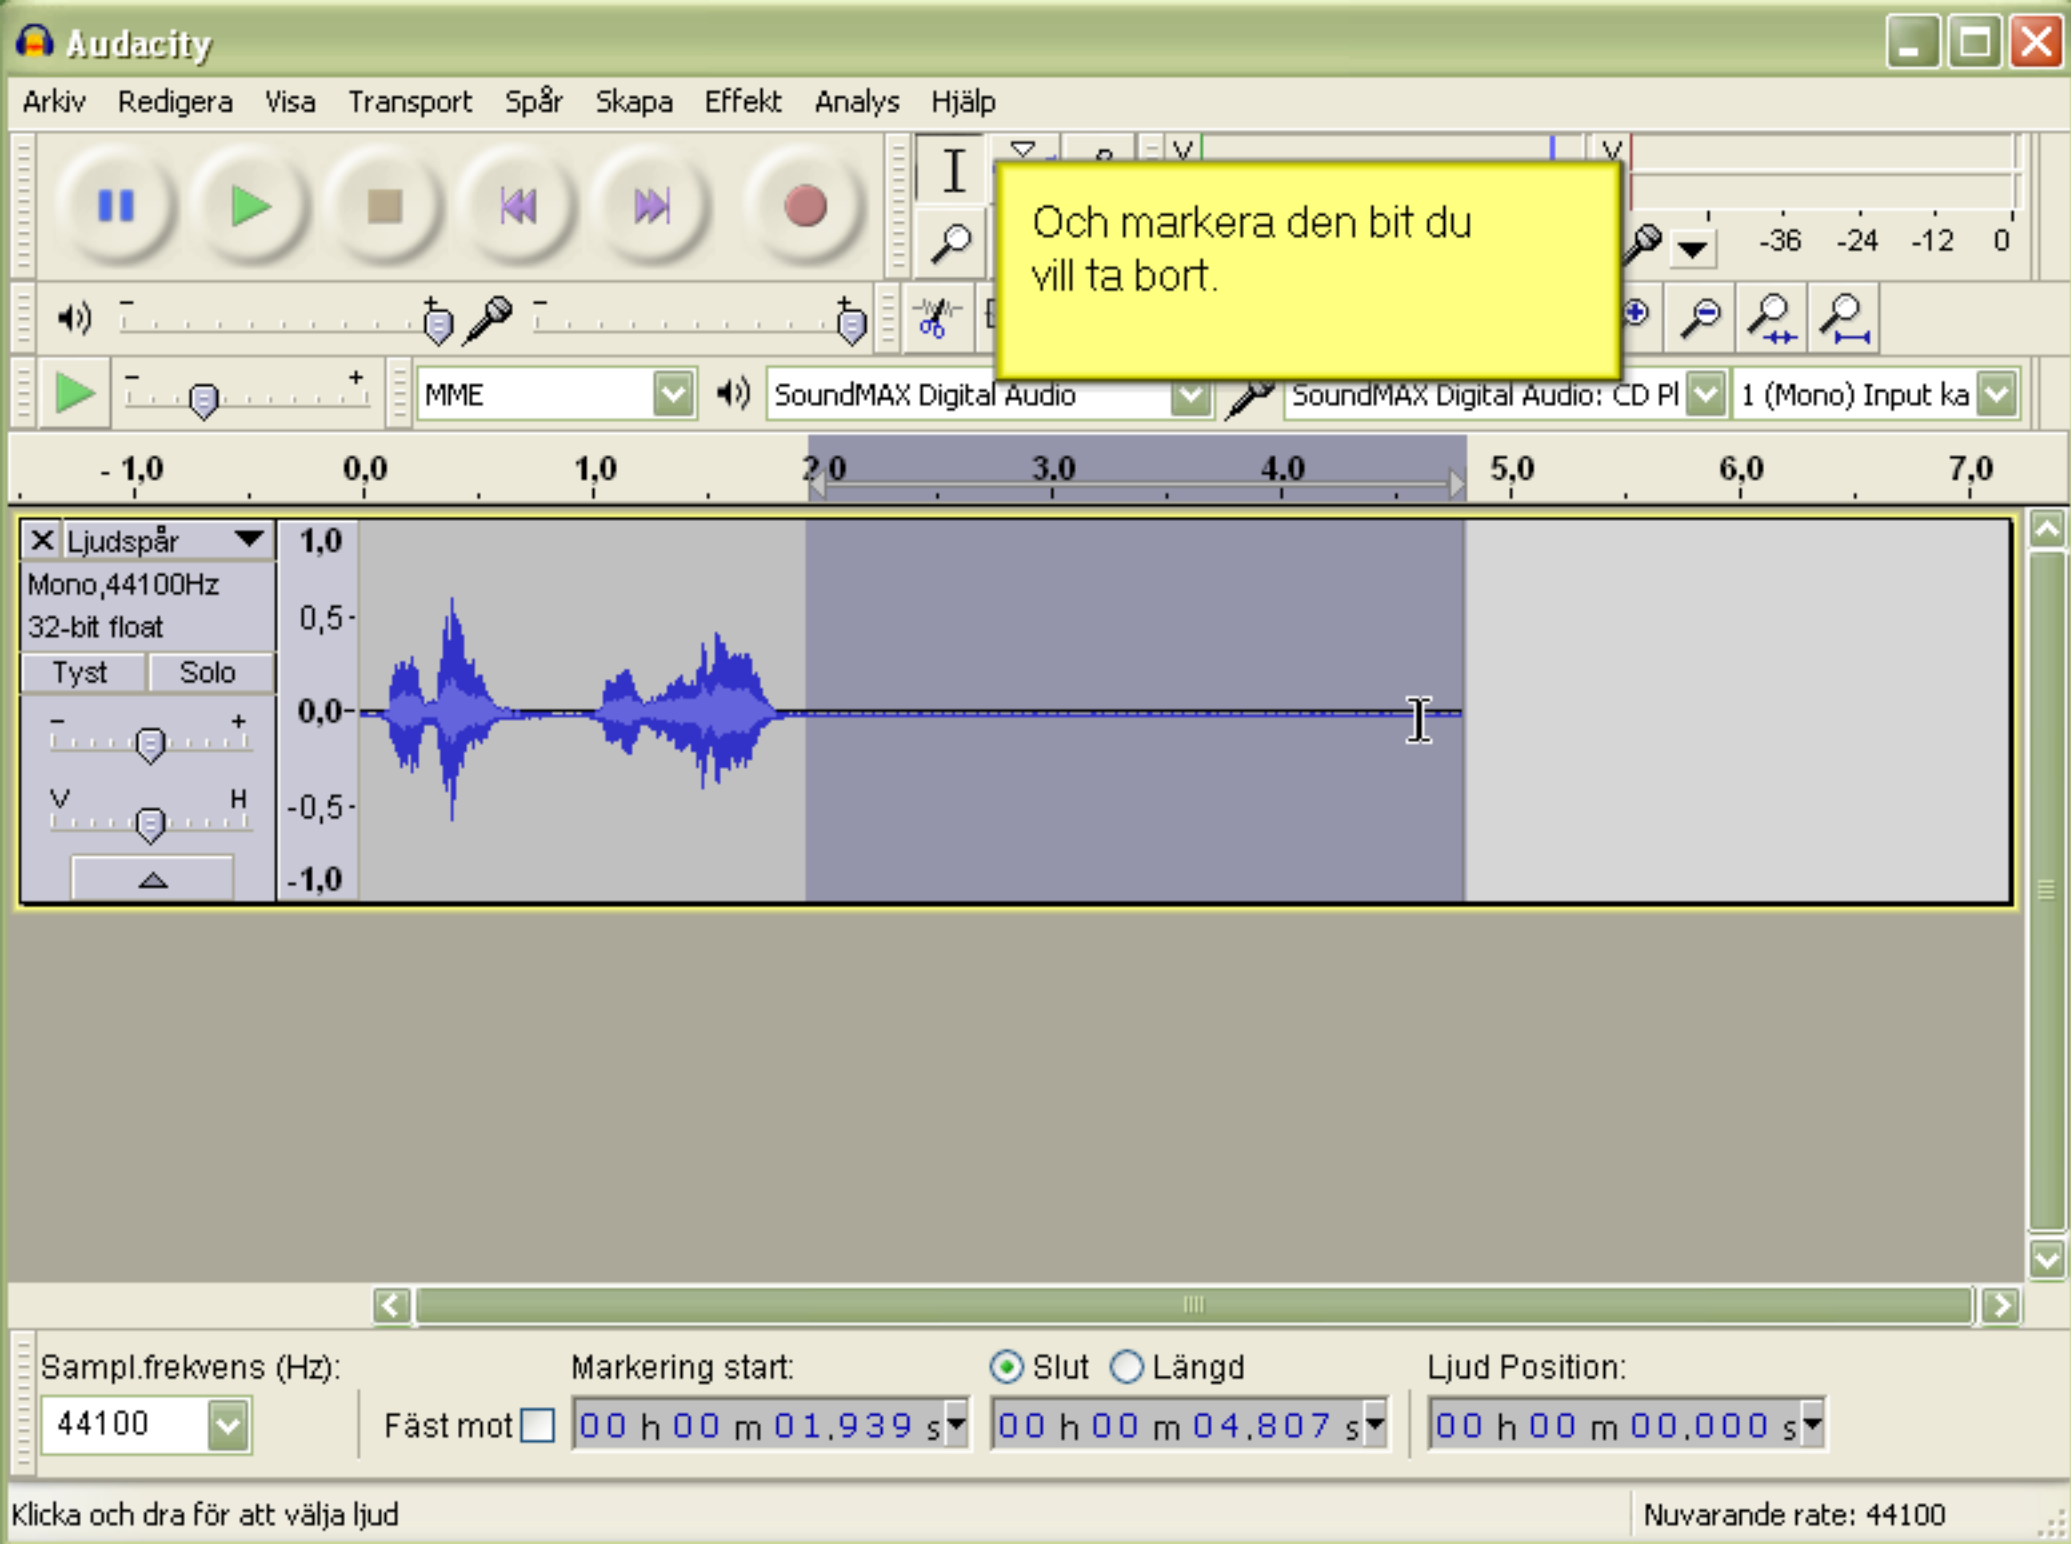 Audacity
Arkiv Redigera Visa Transport Spår Skapa Effekt Analys Hjälp
V V
-36 -24 -12 0
Och markera den bit du
vill ta bort.
- + - +
- + MME SoundMAX Digital Audio SoundMAX Digital Audio: CD Pl 1 (Mono) Input ka
- 1,0 0,0 1,0 2,0 3,0 4,0 5,0 6,0 7,0
X Ljudspår
Mono,44100Hz
32-bit float
Tyst Solo
- +
V H
1,0
0,5-
0,0-
-0,5-
-1,0
Sampl.frekvens (Hz): Markering start: Slut Längd Ljud Position:
44100 Fäst mot 00 h 00 m 01.939 s 00 h 00 m 04.807 s 00 h 00 m 00.000 s
Klicka och dra för att välja ljud Nuvarande rate: 44100